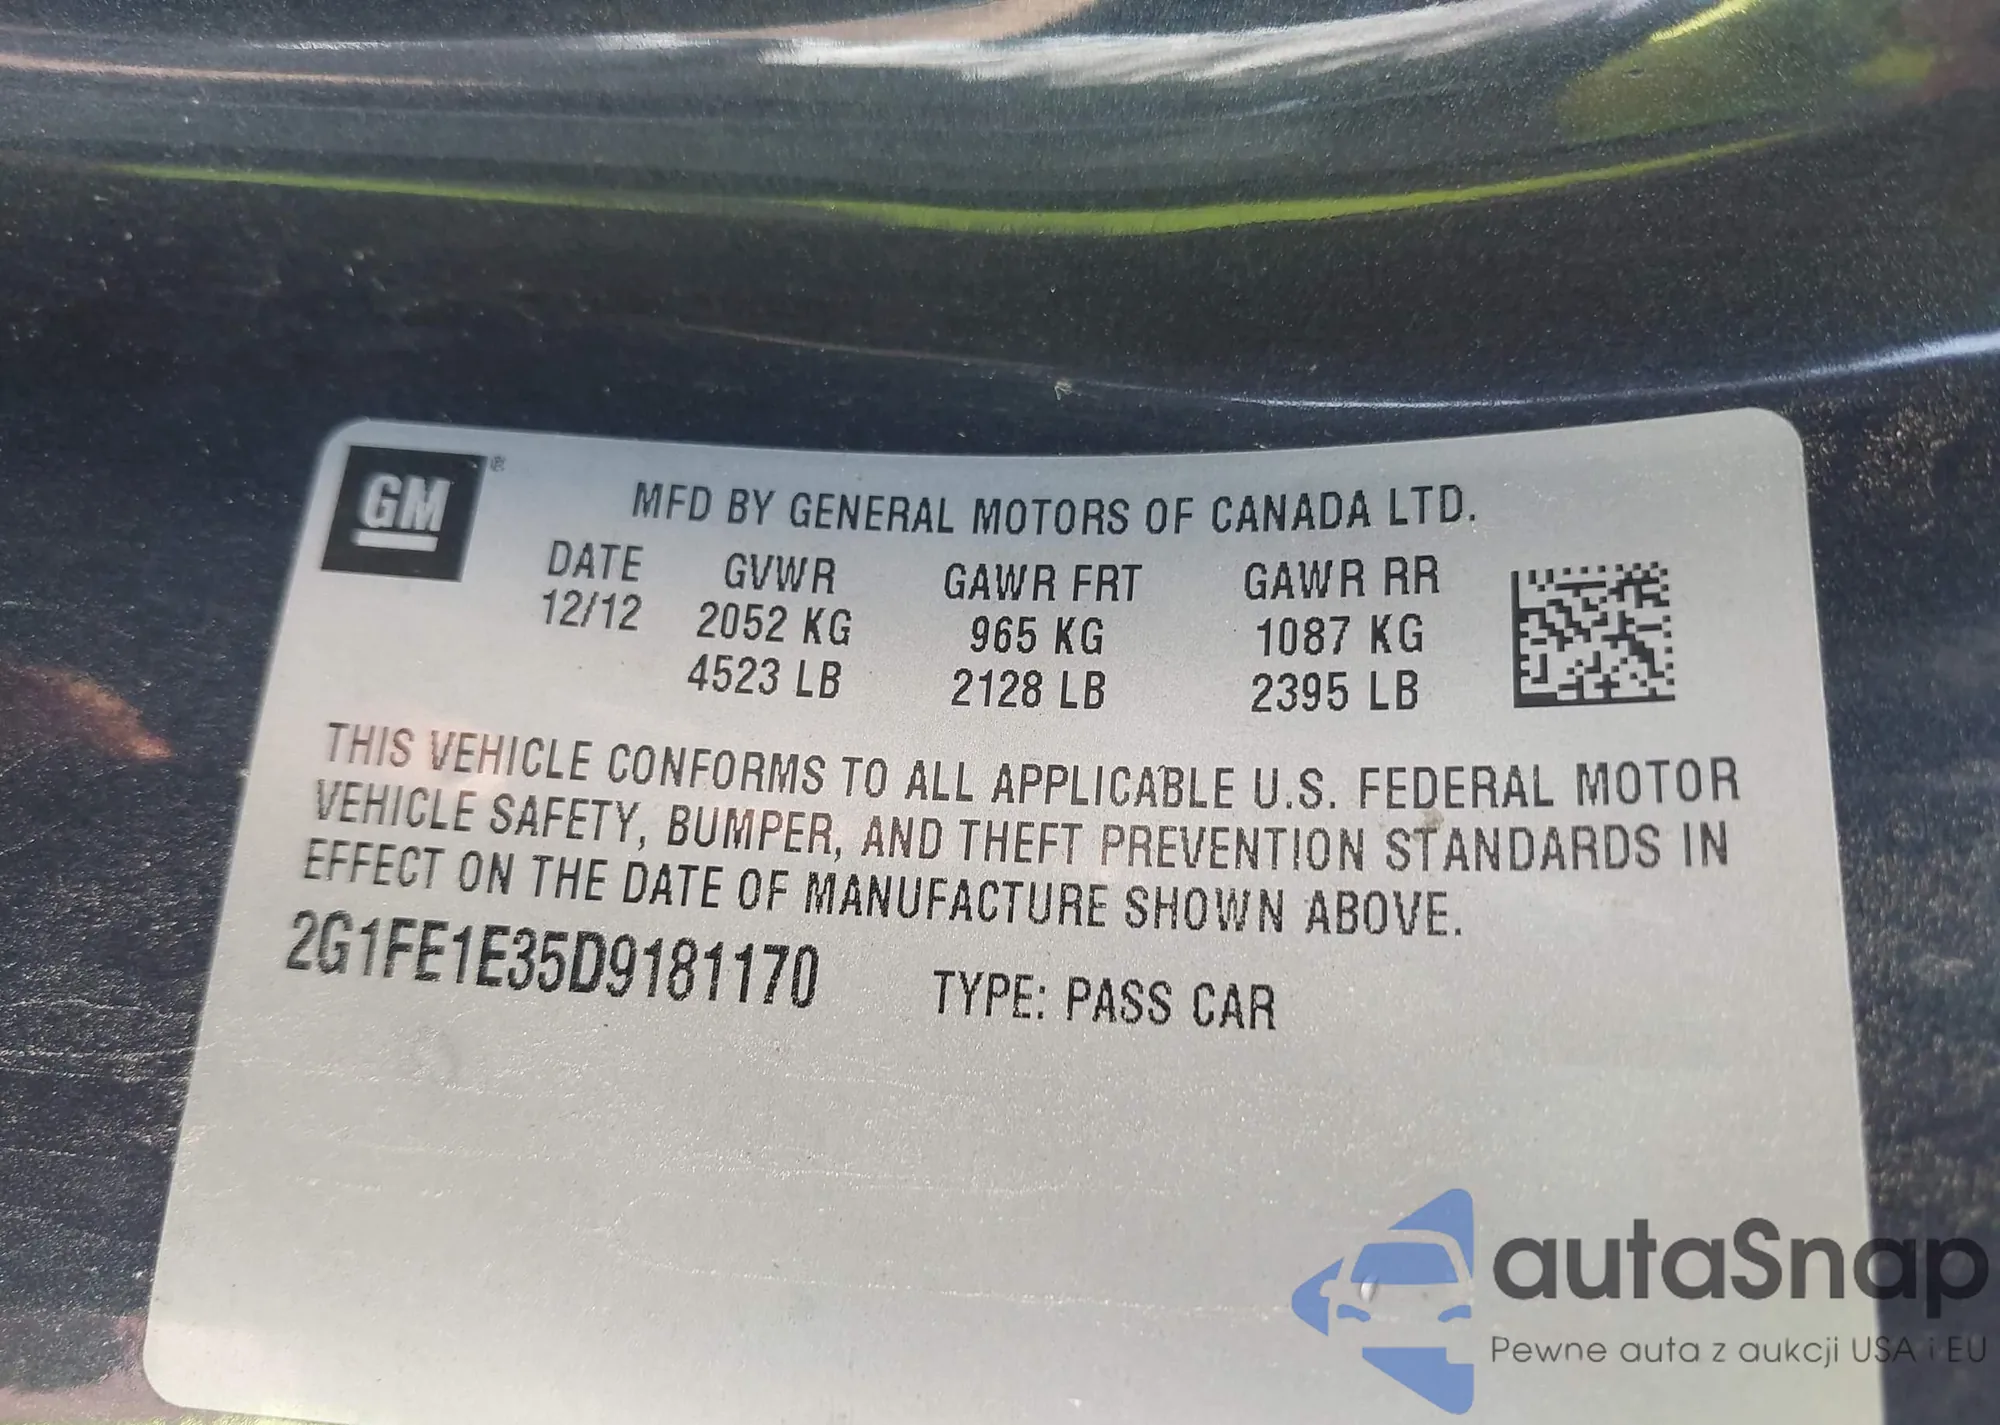 GM ®
MFD BY GENERAL MOTORS OF CANADA LTD.
DATE GVWR GAWR FRT GAWR RR
12/12 2052 KG 965 KG 1087 KG
4523 LB 2128 LB 2395 LB
THIS VEHICLE CONFORMS TO ALL APPLICABLE U.S. FEDERAL MOTOR
VEHICLE SAFETY, BUMPER, AND THEFT PREVENTION STANDARDS IN
EFFECT ON THE DATE OF MANUFACTURE SHOWN ABOVE.
2G1FE1E35D9181170 TYPE: PASS CAR
autaSnap
Pewne auta z aukcji USA i EU